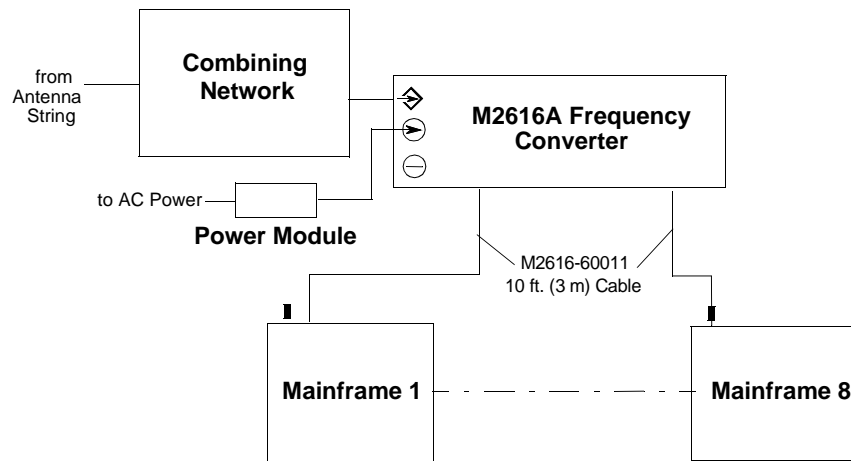 from
Antenna
String
Combining
Network
M2616A Frequency
Converter
to AC Power
Power Module
M2616-60011
10 ft. (3 m) Cable
Mainframe 1
Mainframe 8